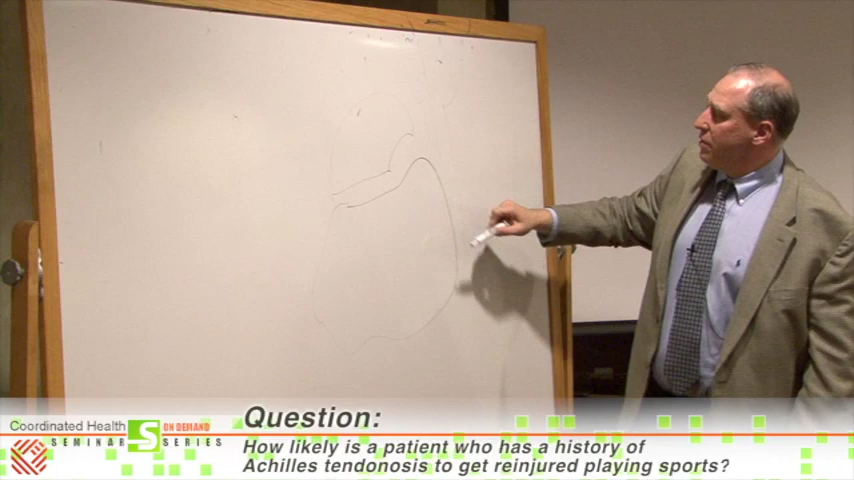 Question:
Coordinated Health
S
ON DEMAND
SEMINAR
SERIES
How likely is a patient who has a history of
Achilles tendonosis to get reinjured playing sports?